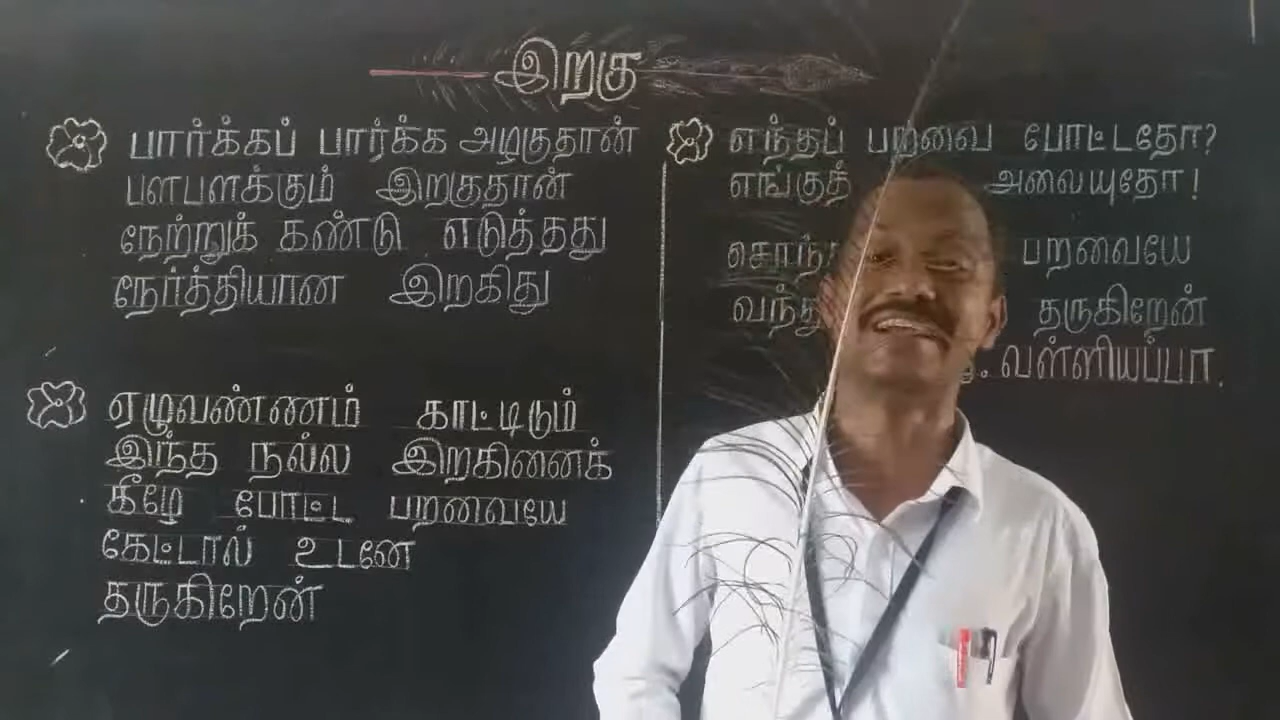 இறகு
பார்க்கப் பார்க்க அழகுதான்
பளபளக்கும் இறகுதான்
நேற்றுக் கண்டு எடுத்தது
நேர்த்தியான இறகிது
ஏழுவண்ணம் காட்டிடும்
இந்த நல்ல இறகினைக்
கீழே போட்ட பறவையே
கேட்டால் உடனே
தருகிறேன்
எந்தப் பறவை போட்டதோ?
எங்குத் அலையுதோ!
பறவையே
தருகிறேன்
வள்ளியப்பா.